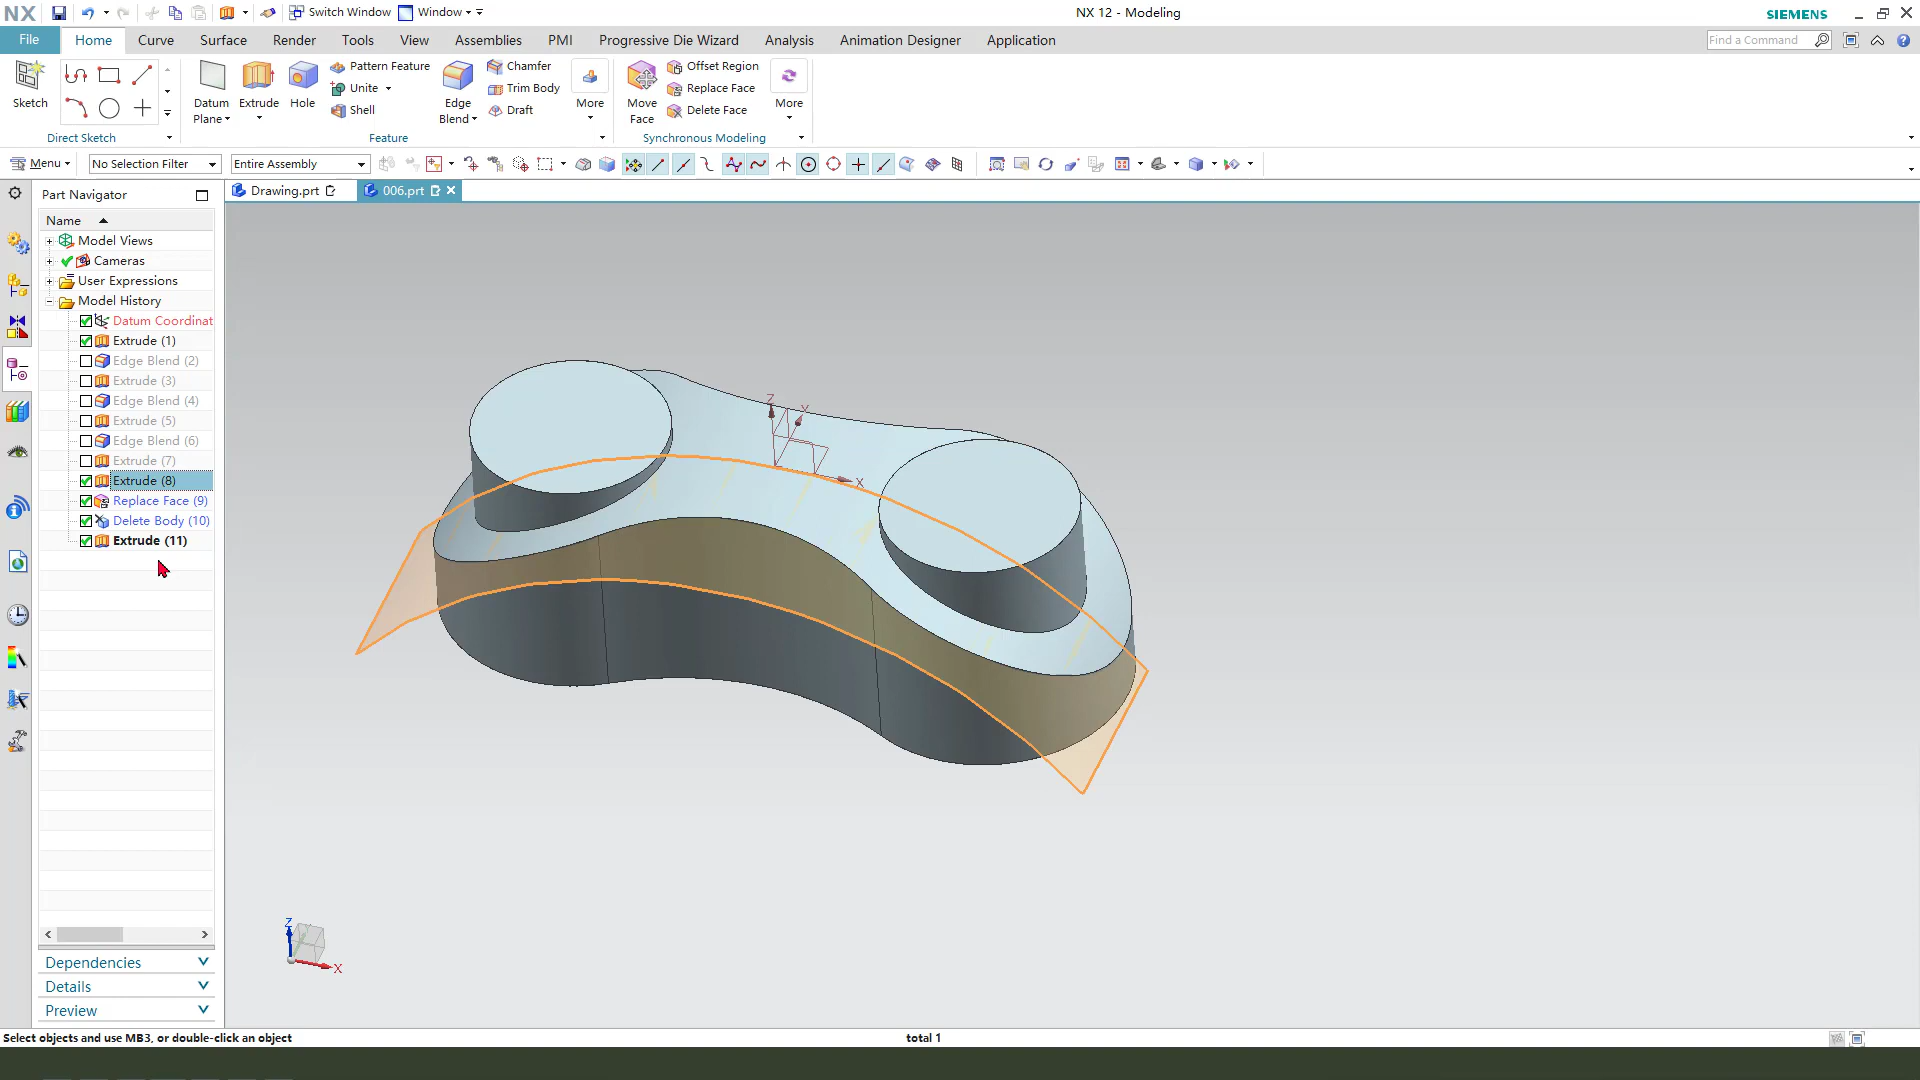 NX
Switch Window
Window
NX 12 - Modeling
SIEMENS
File
Home
Curve
Surface
Render
Tools
View
Assemblies
PMI
Progressive Die Wizard
Analysis
Animation Designer
Application
Find a Command
Sketch
Direct Sketch
Datum
Plane
Extrude
Hole
Pattern Feature
Unite
Shell
Edge
Blend
Chamfer
Trim Body
Draft
More
Feature
Move
Face
Offset Region
Replace Face
Delete Face
More
Synchronous Modeling
Menu
No Selection Filter
Entire Assembly
Part Navigator
Drawing.prt
006.prt
Name
Model Views
Cameras
User Expressions
Model History
Datum Coordinat
Extrude (1)
Edge Blend (2)
Extrude (3)
Edge Blend (4)
Extrude (5)
Edge Blend (6)
Extrude (7)
Extrude (8)
Replace Face (9)
Delete Body (10)
Extrude (11)
Z
Y
X
Z
X
Dependencies
Details
Preview
Select objects and use MB3, or double-click an object
total 1